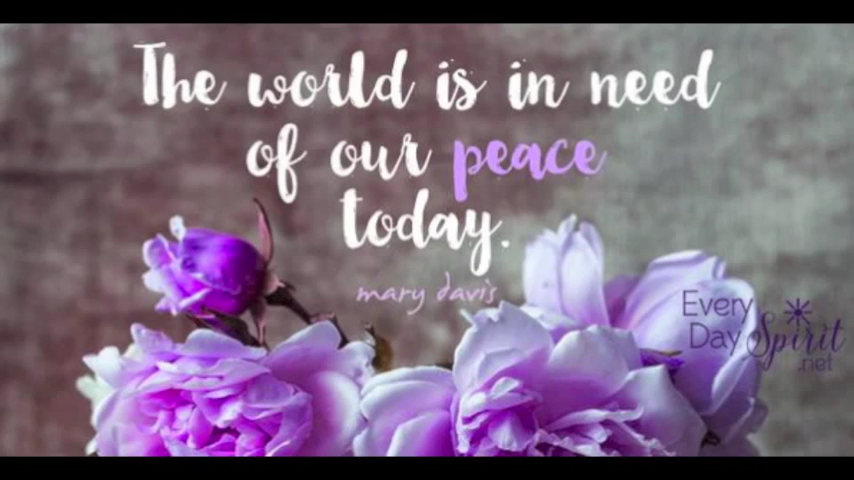 The world is in need
of our peace
today.
mary davis
Every
Day Spirit
.net